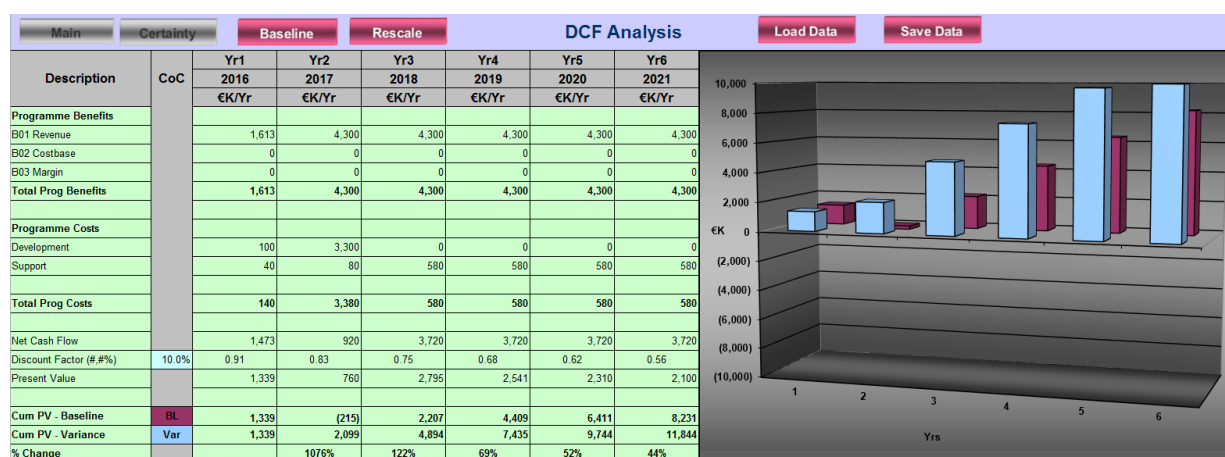 Main Certainty Baseline Rescale DCF Analysis Load Data Save Data
Yr1 Yr2 Yr3 Yr4 Yr5 Yr6
Description CoC 2016 2017 2018 2019 2020 2021
€K/Yr €K/Yr €K/Yr €K/Yr €K/Yr €K/Yr
Programme Benefits
B01 Revenue 1,613 4,300 4,300 4,300 4,300 4,300
B02 Costbase 0 0 0 0 0 0
B03 Margin 0 0 0 0 0 0
Total Prog Benefits 1,613 4,300 4,300 4,300 4,300 4,300
Programme Costs
Development 100 3,300 0 0 0 0
Support 40 80 580 580 580 580
Total Prog Costs 140 3,380 580 580 580 580
Net Cash Flow 1,473 920 3,720 3,720 3,720 3,720
Discount Factor (#,#%) 10.0% 0.91 0.83 0.75 0.68 0.62 0.56
Present Value 1,339 760 2,795 2,541 2,310 2,100
Cum PV - Baseline BL 1,339 (215) 2,207 4,409 6,411 8,231
Cum PV - Variance Var 1,339 2,099 4,894 7,435 9,744 11,844
% Change 1076% 122% 69% 52% 44%
10,000
8,000
6,000
4,000
2,000
€K 0
(2,000)
(4,000)
(6,000)
(8,000)
(10,000)
1 2 3 4 5 6
Yrs